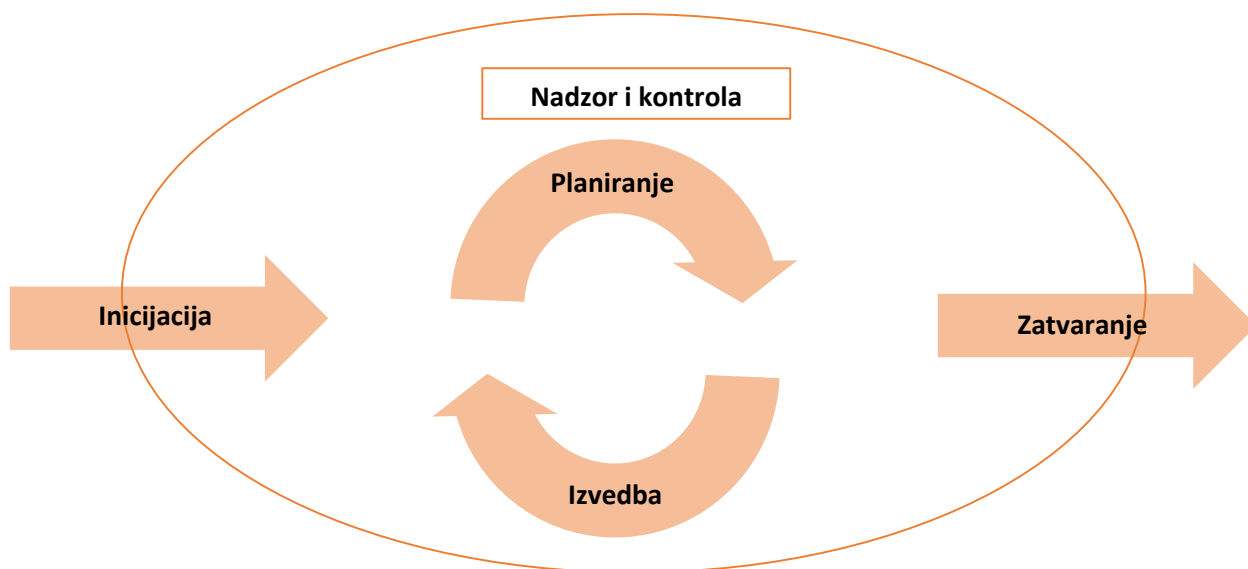 Nadzor i kontrola
Planiranje
Inicijacija
Zatvaranje
Izvedba